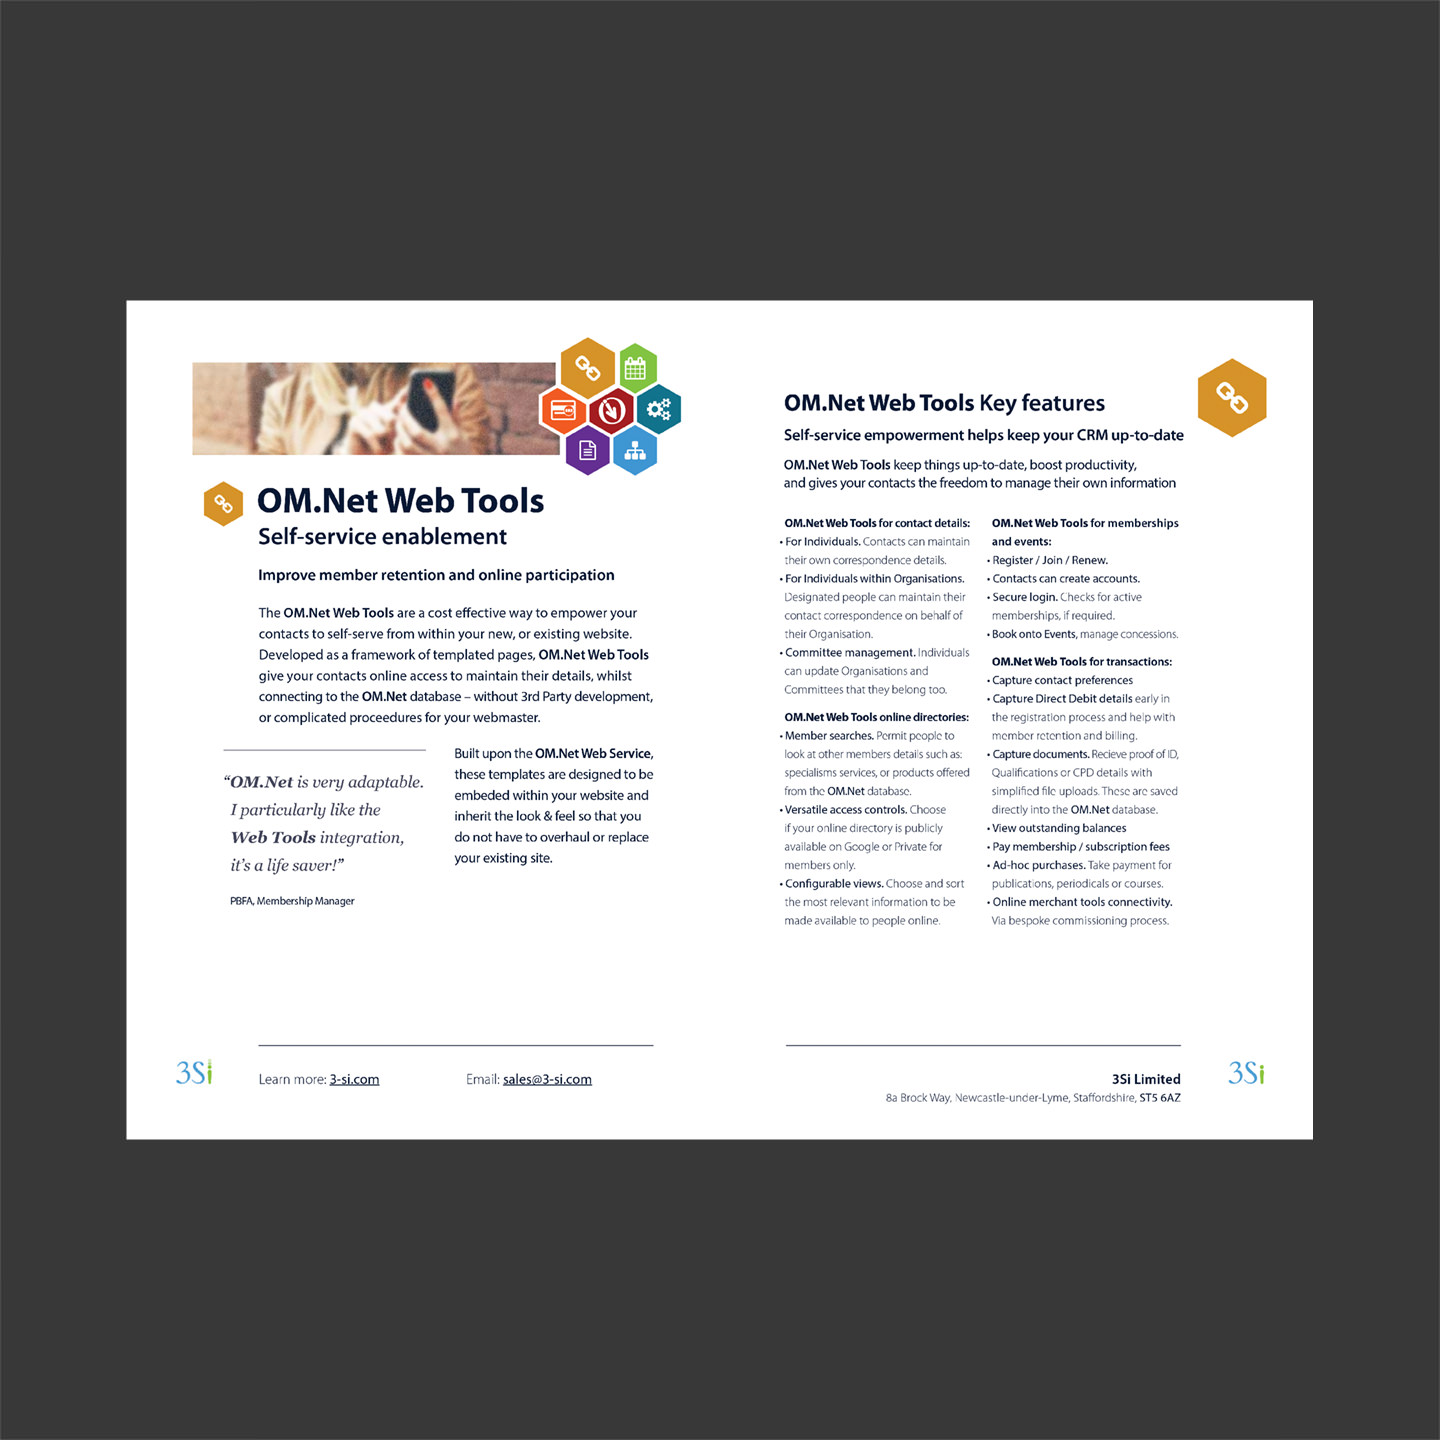 OM.Net Web Tools
Self-service enablement
Improve member retention and online participation
The OM.Net Web Tools are a cost effective way to empower your
contacts to self-serve from within your new, or existing website.
Developed as a framework of templated pages, OM.Net Web Tools
give your contacts online access to maintain their details, whilst
connecting to the OM.Net database – without 3rd Party development,
or complicated proceedures for your webmaster.
“OM.Net is very adaptable.
I particularly like the
Web Tools integration,
it’s a life saver!”
PBFA, Membership Manager
Built upon the OM.Net Web Service,
these templates are designed to be
embeded within your website and
inherit the look & feel so that you
do not have to overhaul or replace
your existing site.
3Si
Learn more: 3-si.com
Email: sales@3-si.com
OM.Net Web Tools Key features
Self-service empowerment helps keep your CRM up-to-date
OM.Net Web Tools keep things up-to-date, boost productivity,
and gives your contacts the freedom to manage their own information
OM.Net Web Tools for contact details:
• For Individuals. Contacts can maintain
their own correspondence details.
• For Individuals within Organisations.
Designated people can maintain their
contact correspondence on behalf of
their Organisation.
• Committee management. Individuals
can update Organisations and
Committees that they belong too.
OM.Net Web Tools online directories:
• Member searches. Permit people to
look at other members details such as:
specialisms services, or products offered
from the OM.Net database.
• Versatile access controls. Choose
if your online directory is publicly
available on Google or Private for
members only.
• Configurable views. Choose and sort
the most relevant information to be
made available to people online.
OM.Net Web Tools for memberships
and events:
• Register / Join / Renew.
• Contacts can create accounts.
• Secure login. Checks for active
memberships, if required.
• Book onto Events, manage concessions.
OM.Net Web Tools for transactions:
• Capture contact preferences
• Capture Direct Debit details early in
the registration process and help with
member retention and billing.
• Capture documents. Recieve proof of ID,
Qualifications or CPD details with
simplified file uploads. These are saved
directly into the OM.Net database.
• View outstanding balances
• Pay membership / subscription fees
• Ad-hoc purchases. Take payment for
publications, periodicals or courses.
• Online merchant tools connectivity.
Via bespoke commissioning process.
3Si Limited
8a Brock Way, Newcastle-under-Lyme, Staffordshire, ST5 6AZ
3Si